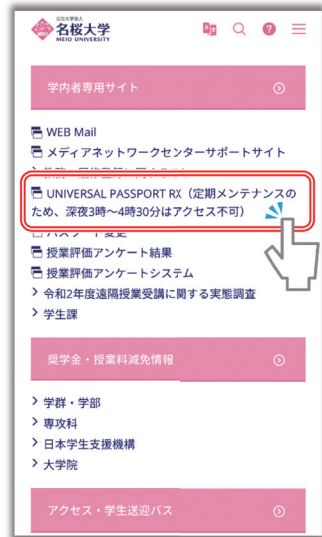 公立大学法人
名桜大学
MEIO UNIVERSITY
学内者専用サイト
WEB Mail
メディアネットワークセンターサポートサイト
UNIVERSAL PASSPORT RX（定期メンテナンスの
ため、深夜3時～4時30分はアクセス不可）
パスワード変更
授業評価アンケート結果
授業評価アンケートシステム
令和2年度遠隔授業受講に関する実態調査
学生課
奨学金・授業料減免情報
学群・学部
専攻科
日本学生支援機構
大学院
アクセス・学生送迎バス